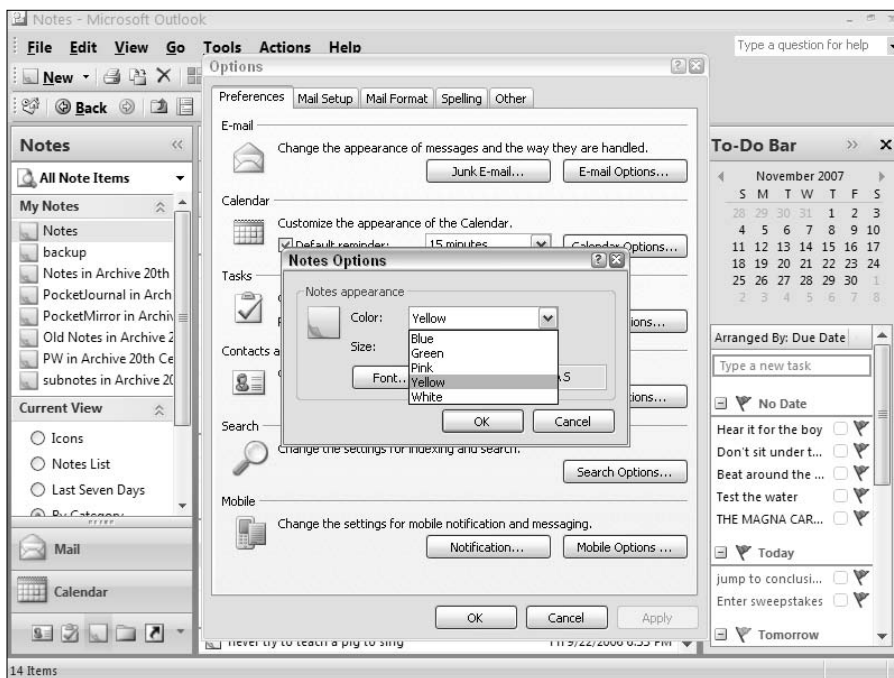 Notes - Microsoft Outlook
File Edit View Go Tools Actions Help
Type a question for help
New
Back
Notes
All Note Items
My Notes
Notes
backup
Notes in Archive 20th
PocketJournal in Arch
PocketMirror in Archiv
Old Notes in Archive 2
PW in Archive 20th Ce
subnotes in Archive 20
Current View
Icons
Notes List
Last Seven Days
By Category
Mail
Calendar
14 Items
Options
Preferences Mail Setup Mail Format Spelling Other
E-mail
Change the appearance of messages and the way they are handled.
Junk E-mail... E-mail Options...
Calendar
Customize the appearance of the Calendar.
Default reminder: 15 minutes Calendar Options...
Tasks
ions...
Contacts a
ions...
Search
Change the settings for indexing and search.
Search Options...
Mobile
Change the settings for mobile notification and messaging.
Notification... Mobile Options ...
OK Cancel Apply
never try to teach a pig to sing Fri 9/22/2006 6:53 PM
Notes Options
Notes appearance
Color: Yellow
Blue
Green
Pink
Yellow
White
Size:
Font..
OK Cancel
To-Do Bar
November 2007
S M T W T F S
28 29 30 31 1 2 3
4 5 6 7 8 9 10
11 12 13 14 15 16 17
18 19 20 21 22 23 24
25 26 27 28 29 30 1
2 3 4 5 6 7 8
Arranged By: Due Date
Type a new task
No Date
Hear it for the boy
Don't sit under t...
Beat around the ...
Test the water
THE MAGNA CAR...
Today
jump to conclusi...
Enter sweepstakes
Tomorrow